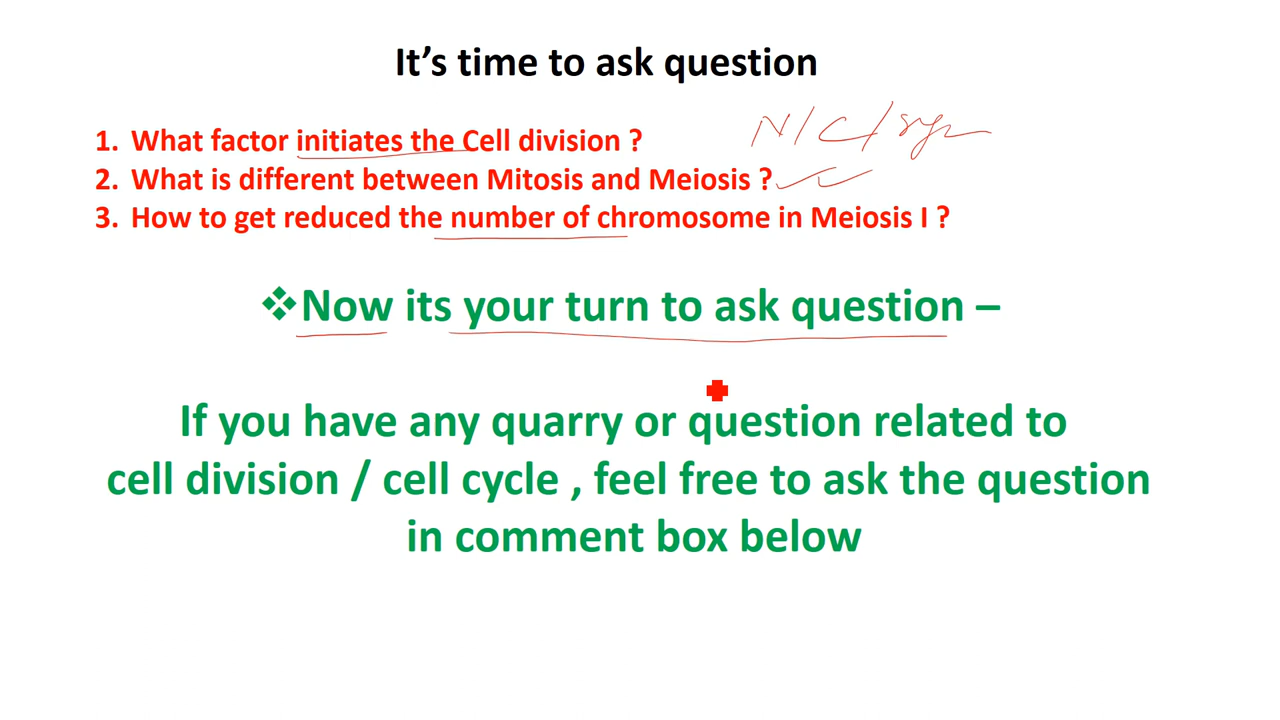 It’s time to ask question
1. What factor initiates the Cell division ?
N/C/
2. What is different between Mitosis and Meiosis ?
3. How to get reduced the number of chromosome in Meiosis I ?
❖Now its your turn to ask question –
If you have any quarry or question related to
cell division / cell cycle , feel free to ask the question
in comment box below